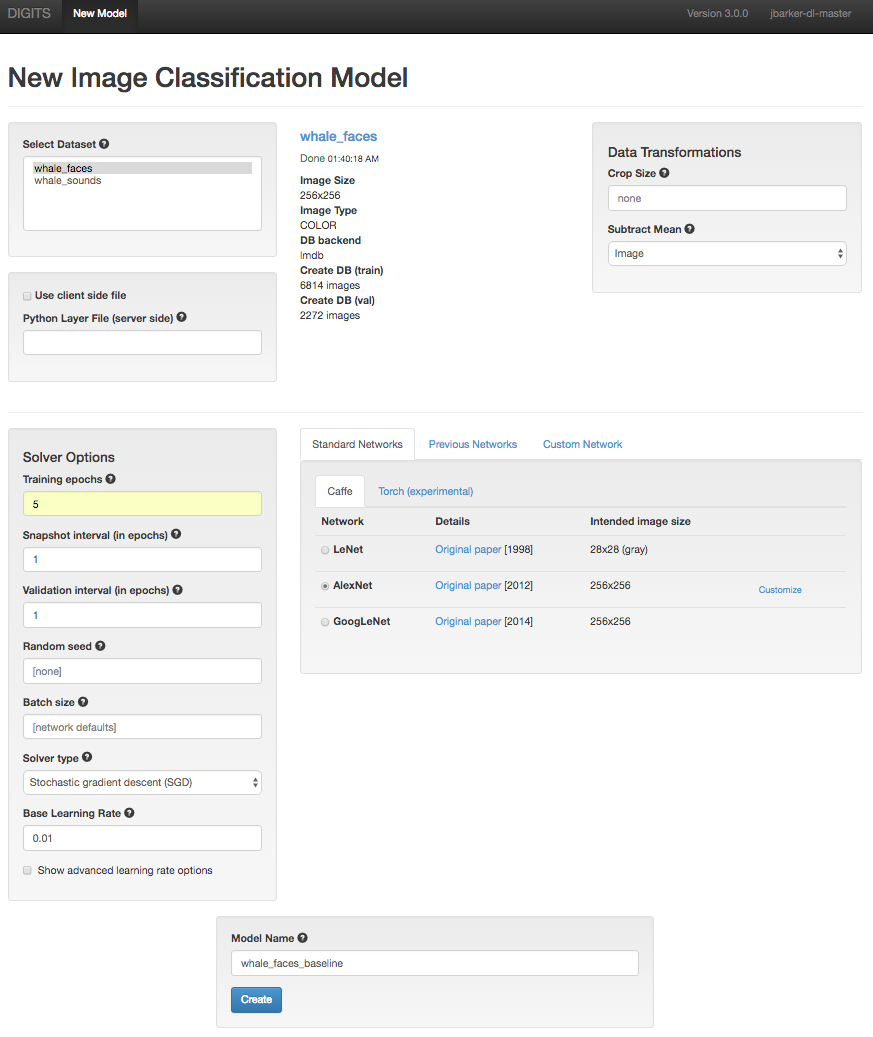 DIGITS New Model Version 3.0.0 jbarker-dl-master
New Image Classification Model
Select Dataset
whale_faces
whale_sounds
Use client side file
Python Layer File (server side)
whale_faces
Done 01:40:18 AM
Image Size
256x256
Image Type
COLOR
DB backend
lmdb
Create DB (train)
6814 images
Create DB (val)
2272 images
Data Transformations
Crop Size
none
Subtract Mean
Image
Solver Options
Training epochs
5
Snapshot interval (in epochs)
1
Validation interval (in epochs)
1
Random seed
[none]
Batch size
[network defaults]
Solver type
Stochastic gradient descent (SGD)
Base Learning Rate
0.01
Show advanced learning rate options
Standard Networks Previous Networks Custom Network
Caffe Torch (experimental)
Network Details Intended image size
LeNet Original paper [1998] 28x28 (gray)
AlexNet Original paper [2012] 256x256 Customize
GoogLeNet Original paper [2014] 256x256
Model Name
whale_faces_baseline
Create